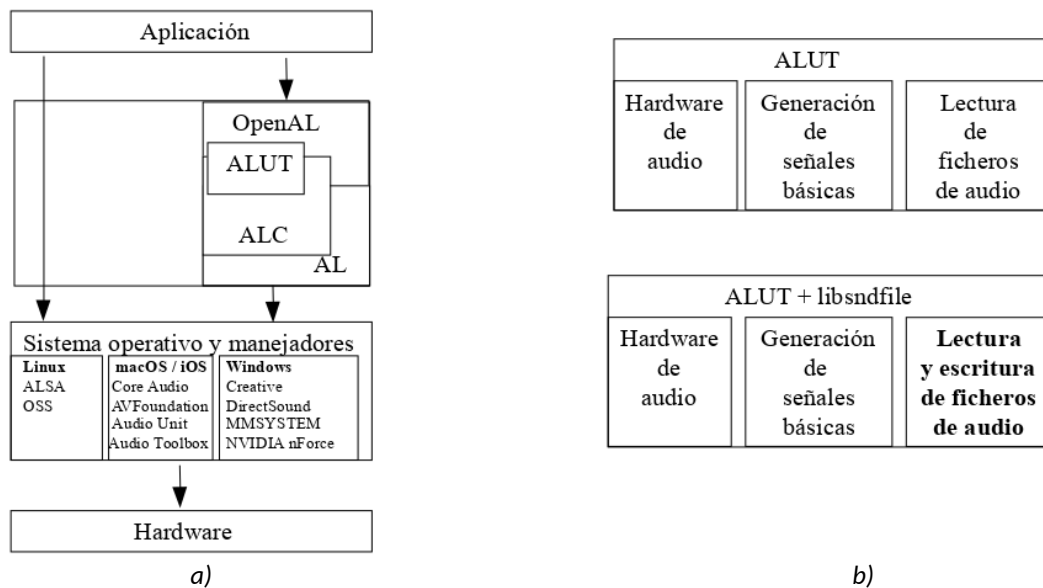 Aplicación
OpenAL
ALUT
ALC
AL
Sistema operativo y manejadores
Linux
ALSA
OSS
macOS / iOS
Core Audio
AVFoundation
Audio Unit
Audio Toolbox
Windows
Creative
DirectSound
MMSYSTEM
NVIDIA nForce
Hardware
a)
ALUT
Hardware
de
audio
Generación
de
señales
básicas
Lectura
de
ficheros
de audio
ALUT + libsndfile
Hardware
de
audio
Generación
de
señales
básicas
Lectura
y escritura
de ficheros
de audio
b)